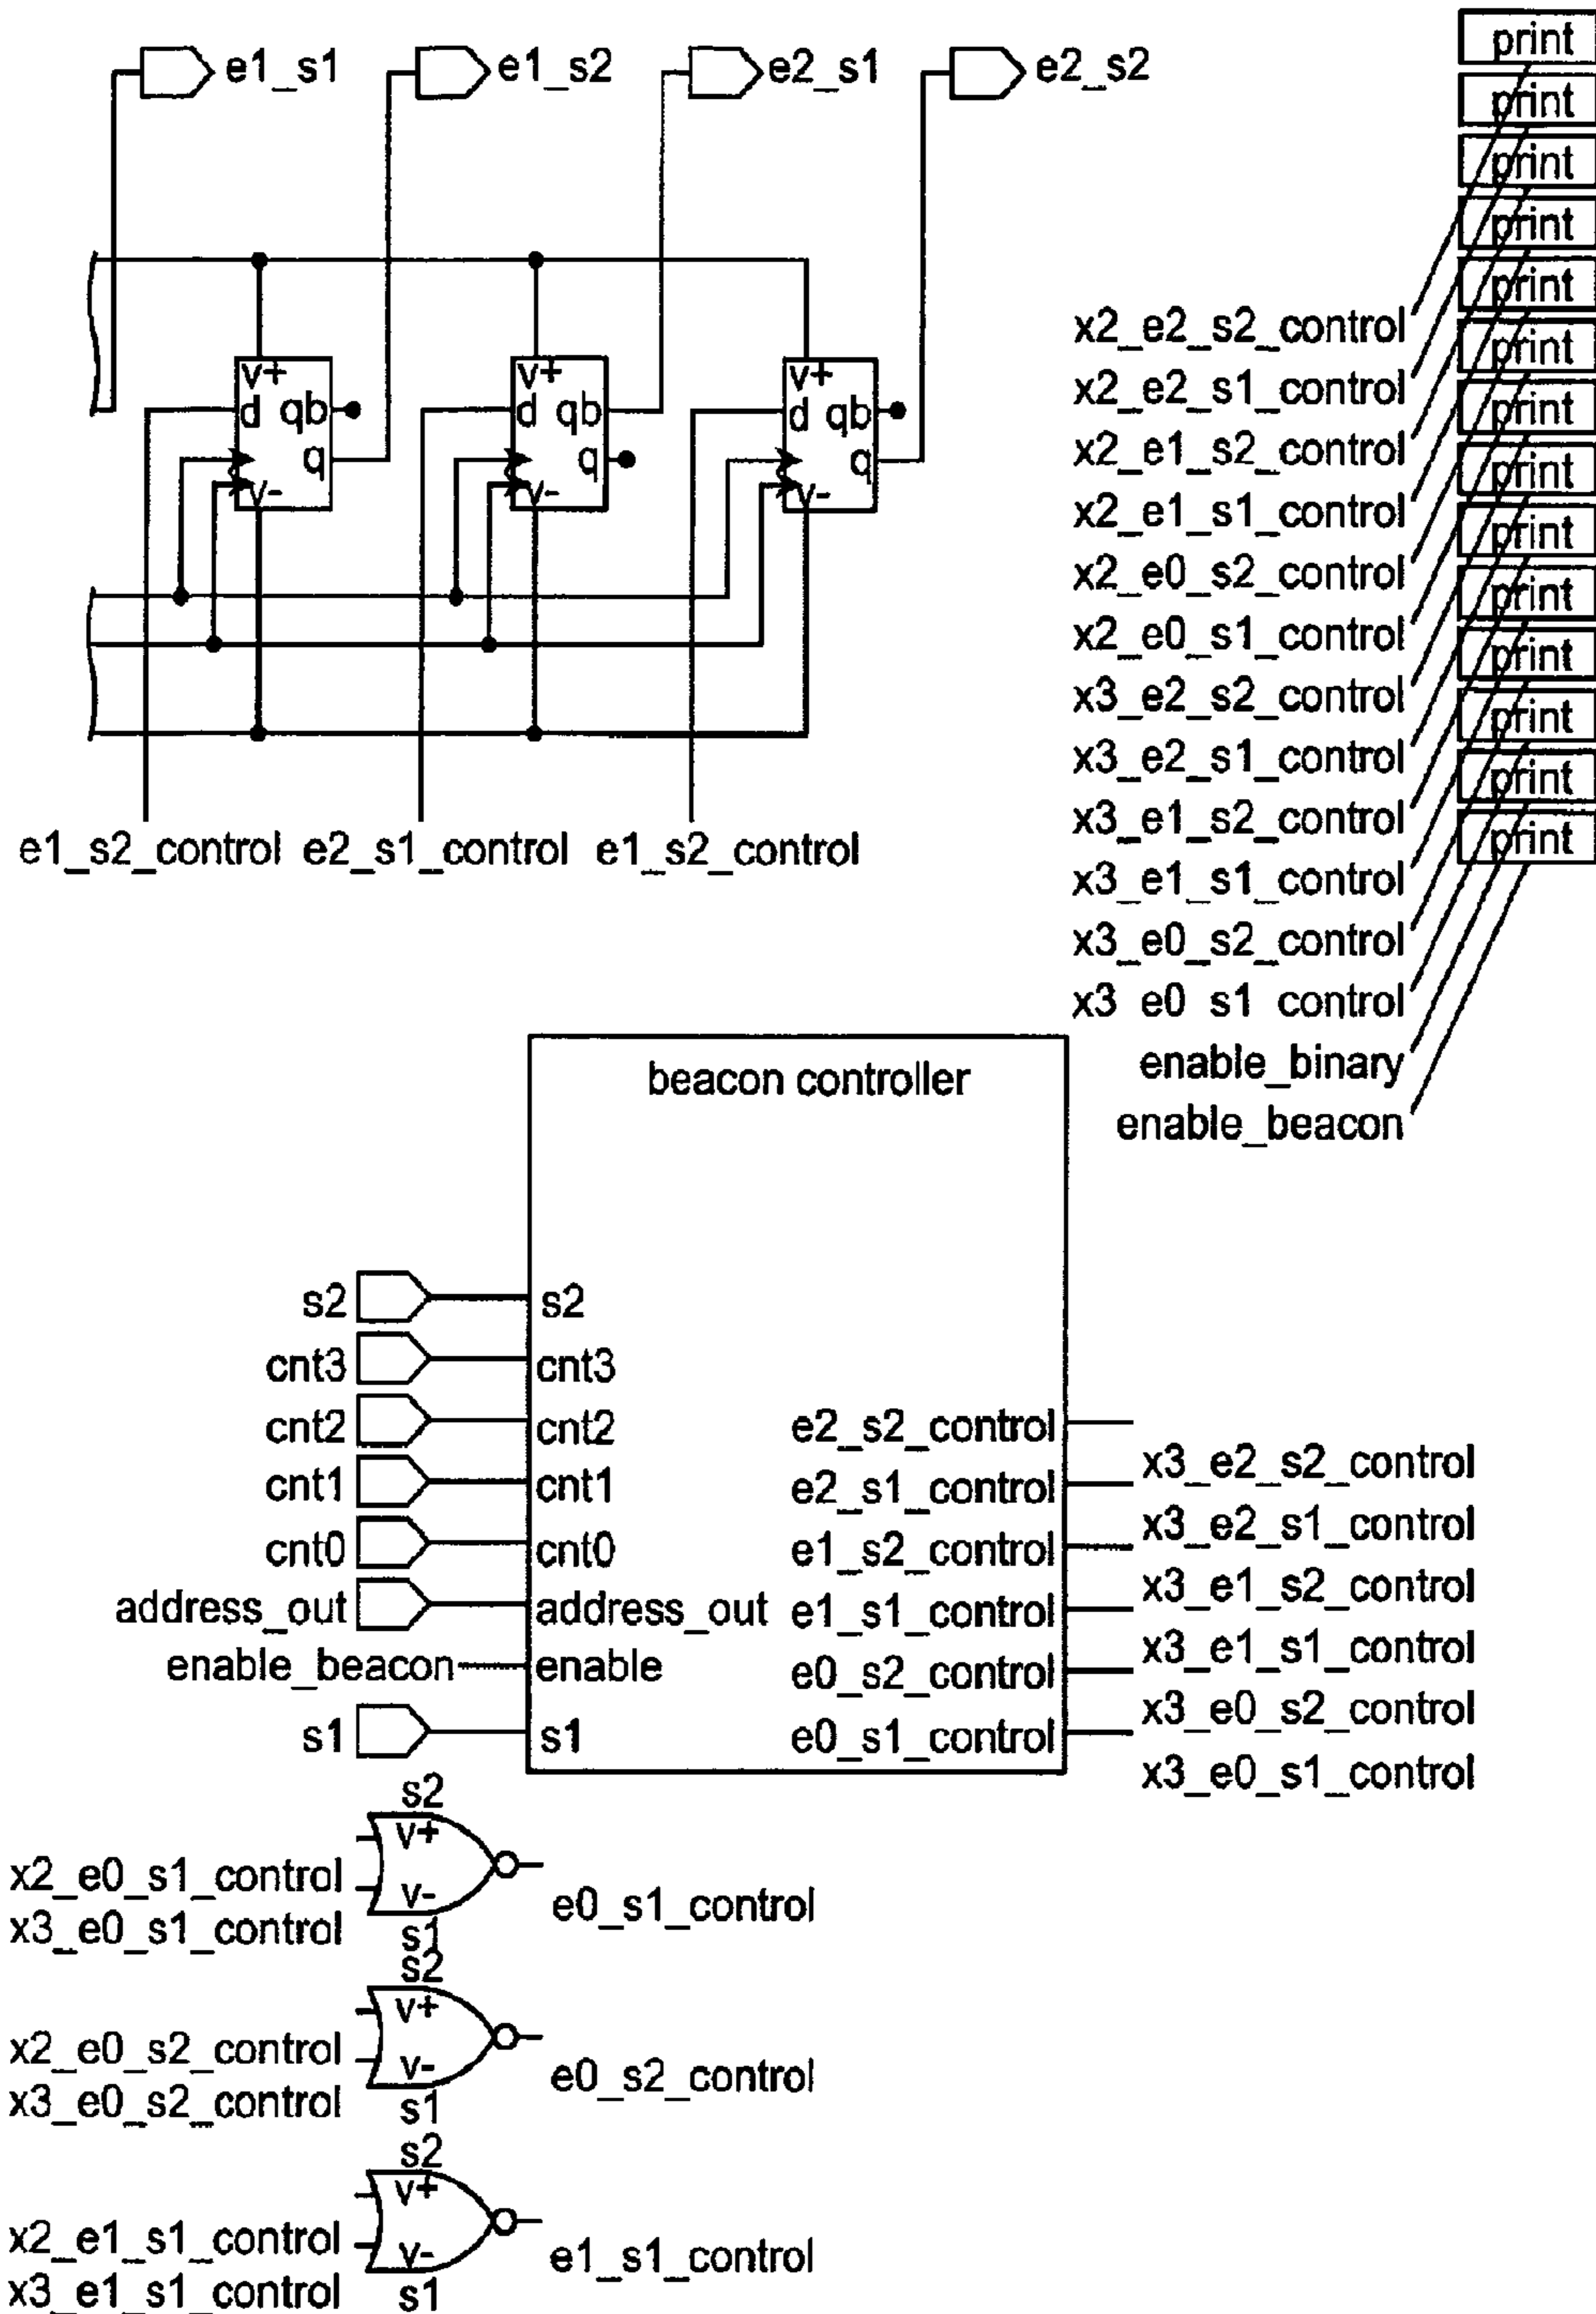 e1_s1 e1_s2 e2_s1 e2_s2
v+ v+ v+
d qb d qb d qb
q q q
v- v- v-
e1_s2_control e2_s1_control e1_s2_control
print
print
print
print
print
print
print
print
print
print
print
print
print
print
x2_e2_s2_control
x2_e2_s1_control
x2_e1_s2_control
x2_e1_s1_control
x2_e0_s2_control
x2_e0_s1_control
x3_e2_s2_control
x3_e2_s1_control
x3_e1_s2_control
x3_e1_s1_control
x3_e0_s2_control
x3 e0 s1 control
enable_binary
enable_beacon
beacon controller
s2 s2
cnt3 cnt3
cnt2 cnt2
cnt1 cnt1
cnt0 cnt0
address_out address_out
enable_beacon enable
s1 s1
e2_s2_control
e2_s1_control
e1_s2_control
e1_s1_control
e0_s2_control
e0_s1_control
x3_e2_s2_control
x3_e2_s1_control
x3_e1_s2_control
x3_e1_s1_control
x3_e0_s2_control
x3_e0_s1_control
s2
v+
x2_e0_s1_control v-
x3_e0_s1_control s1 e0_s1_control
s2
v+
x2_e0_s2_control v-
x3_e0_s2_control s1 e0_s2_control
s2
v+
x2_e1_s1_control v-
x3_e1_s1_control s1 e1_s1_control